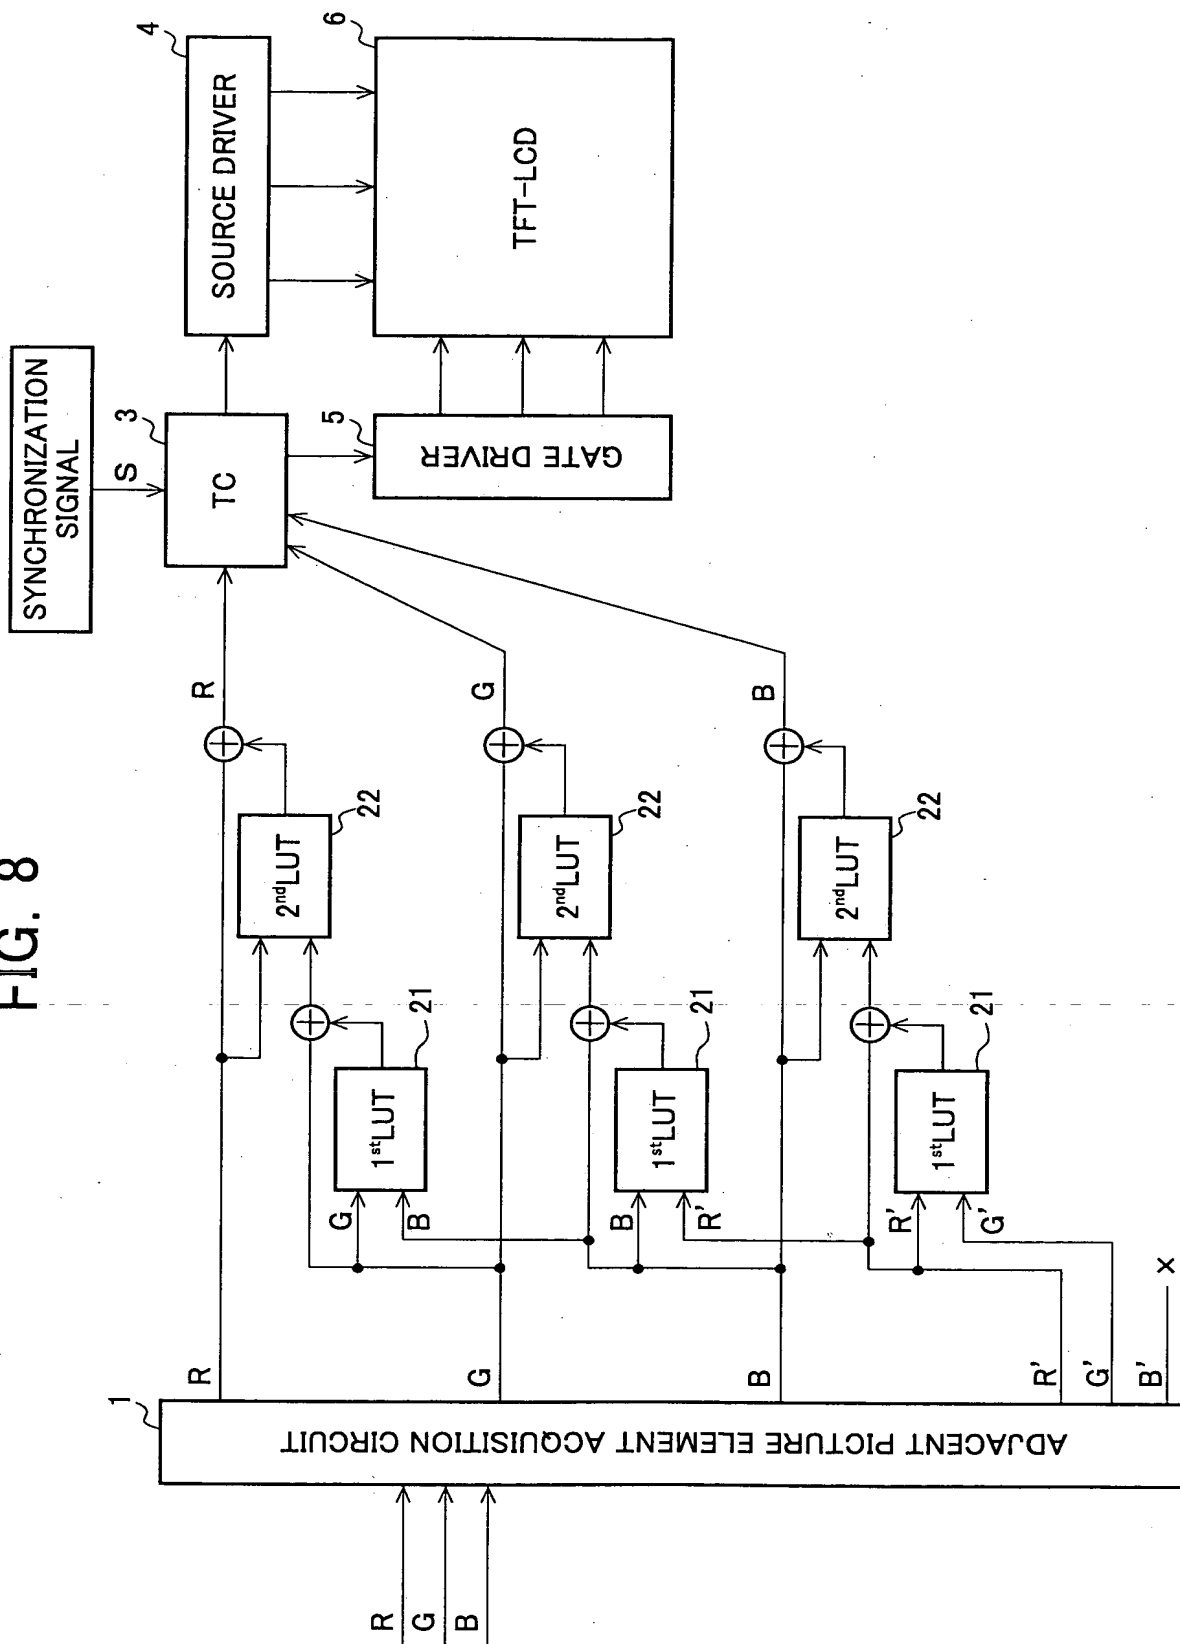 FIG. 8
SYNCHRONIZATION
SIGNAL
S
3
TC
4
SOURCE DRIVER
5
GATE DRIVER
6
TFT-LCD
R
G
B
1
ADJACENT PICTURE ELEMENT ACQUISITION CIRCUIT
R
G
B
R'
G'
B'
x
G
B
1stLUT
21
2ndLUT
22
R
B
R'
1stLUT
21
2ndLUT
22
G
R'
G'
1stLUT
21
2ndLUT
22
B